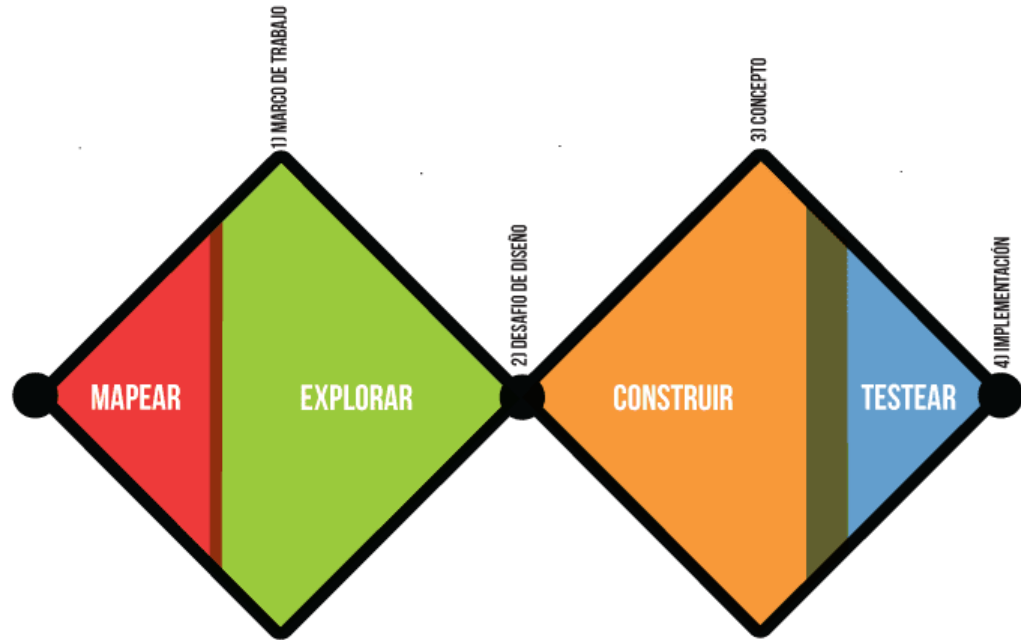 1) MARCO DE TRABAJO
3) CONCEPTO
2) DESAFIO DE DISEÑO
4) IMPLEMENTACIÓN
MAPEAR
EXPLORAR
CONSTRUIR
TESTEAR